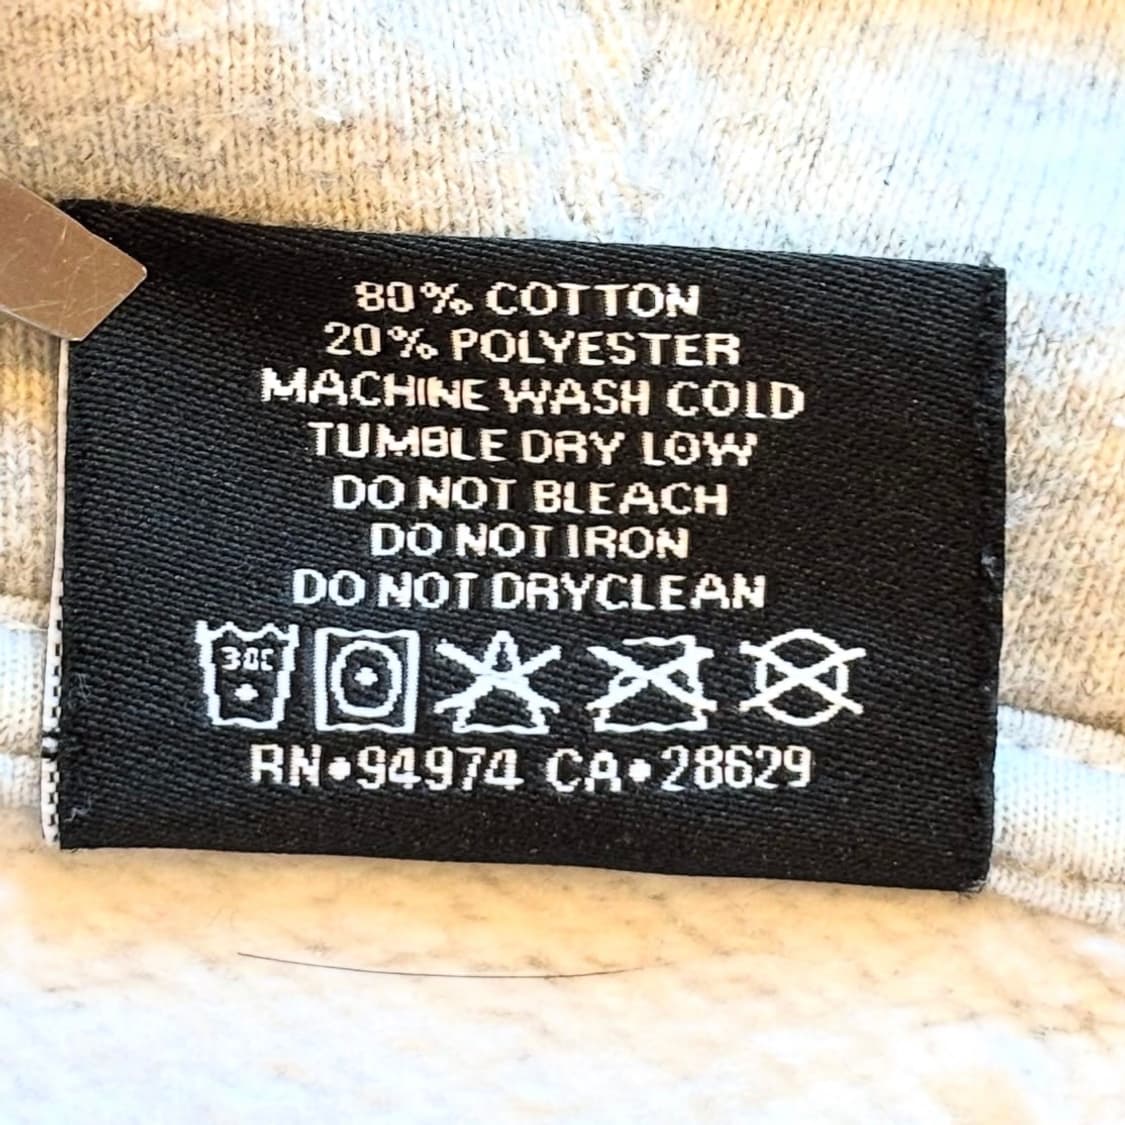 80% COTTON
20% POLYESTER
MACHINE WASH COLD
TUMBLE DRY LOW
DO NOT BLEACH
DO NOT IRON
DO NOT DRYCLEAN
30C
RN•94974 CA•28629